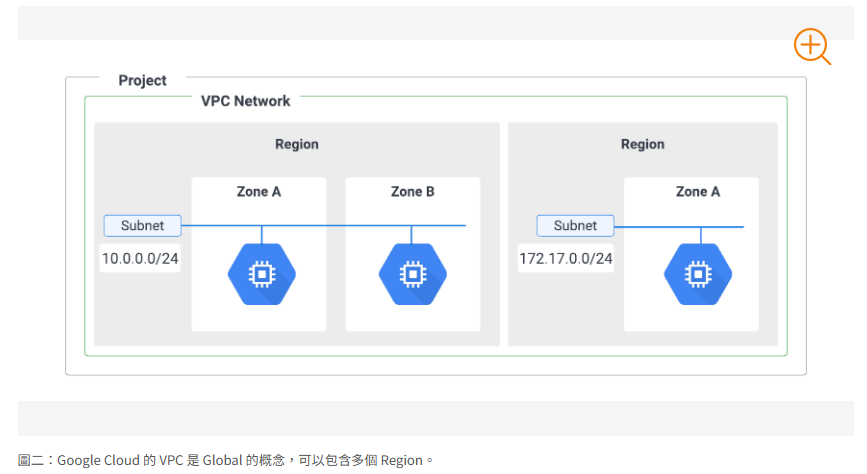 Project
VPC Network
Region
Region
Zone A
Zone B
Zone A
Subnet
Subnet
10.0.0.0/24
172.17.0.0/24
圖二：Google Cloud 的 VPC 是 Global 的概念，可以包含多個 Region。